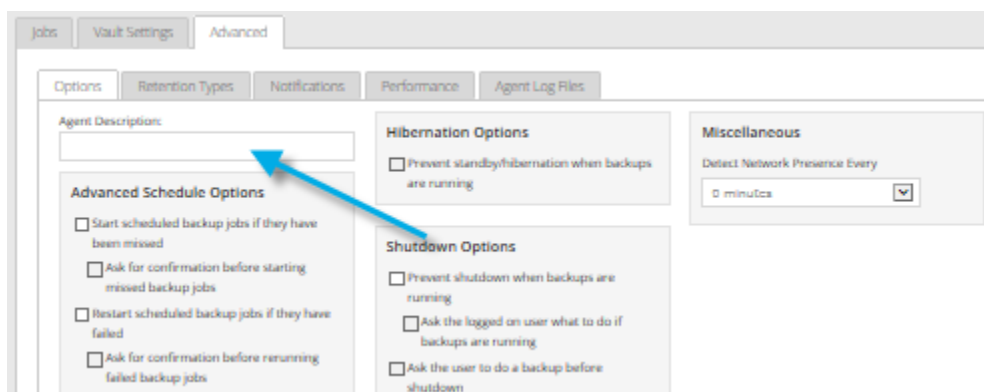 Jobs
Vault Settings
Advanced
Options
Retention Types
Notifications
Performance
Agent Log Files
Agent Description:
Advanced Schedule Options
Start scheduled backup jobs if they have
been missed
Ask for confirmation before starting
missed backup jobs
Restart scheduled backup jobs if they have
failed
Ask for confirmation before rerunning
failed backup jobs
Hibernation Options
Prevent standby/hibernation when backups
are running
Shutdown Options
Prevent shutdown when backups are
running
Ask the logged on user what to do if
backups are running
Ask the user to do a backup before
shutdown
Miscellaneous
Detect Network Presence Every
0 minutes